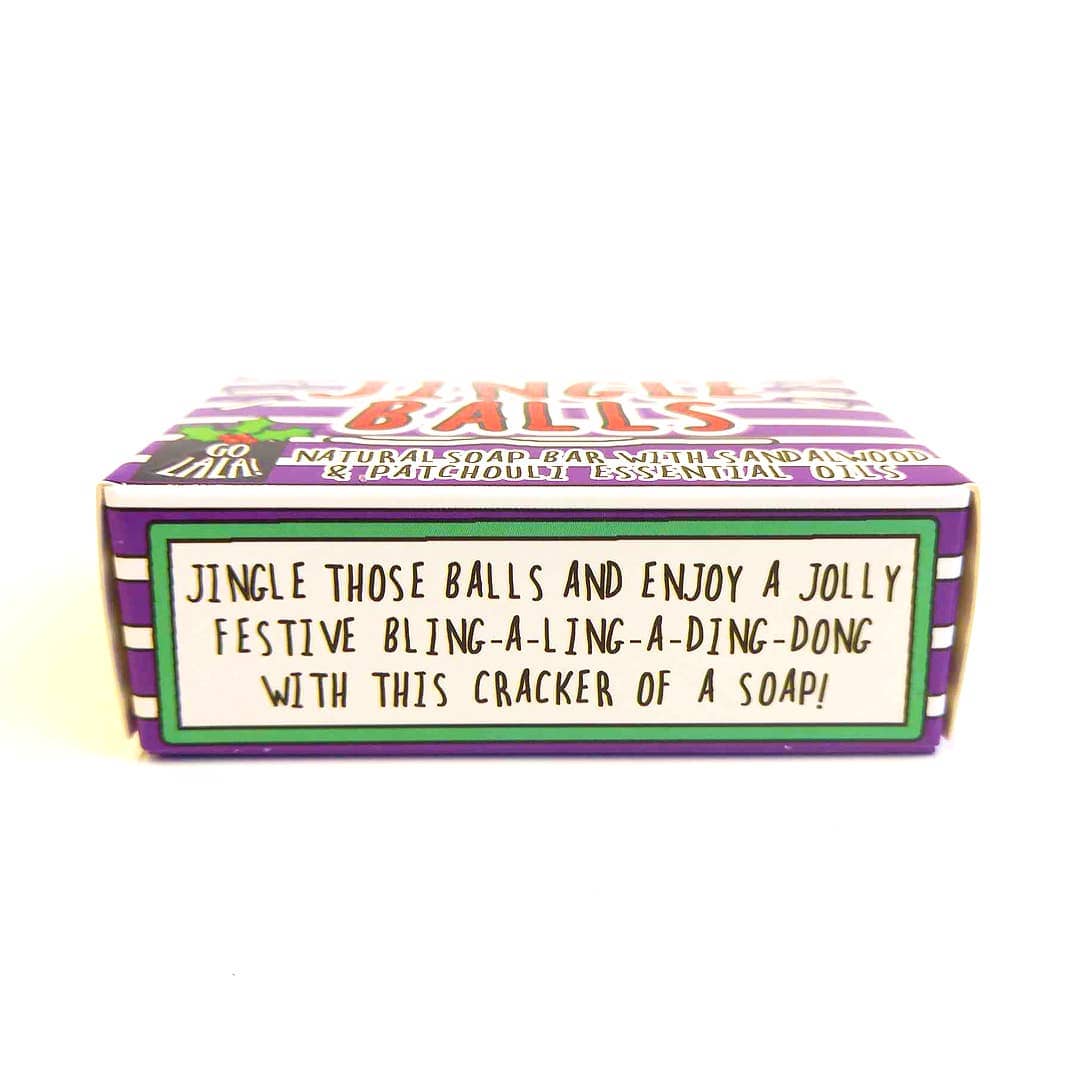 JINGLE
BALLS
GO
LALA!
NATURAL SOAP BAR WITH SANDALWOOD
& PATCHOULI ESSENTIAL OILS
JINGLE THOSE BALLS AND ENJOY A JOLLY
FESTIVE BLING-A-LING-A-DING-DONG
WITH THIS CRACKER OF A SOAP!